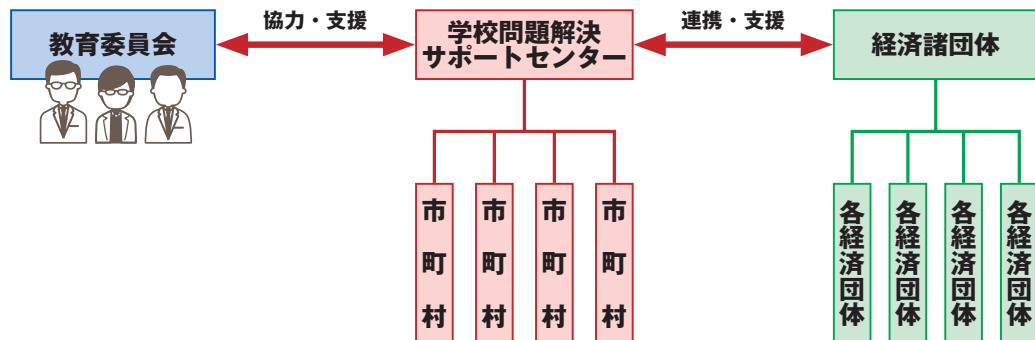 協力・支援
連携・支援
教育委員会
学校問題解決
サポートセンター
経済諸団体
市町村
市町村
市町村
市町村
各経済団体
各経済団体
各経済団体
各経済団体